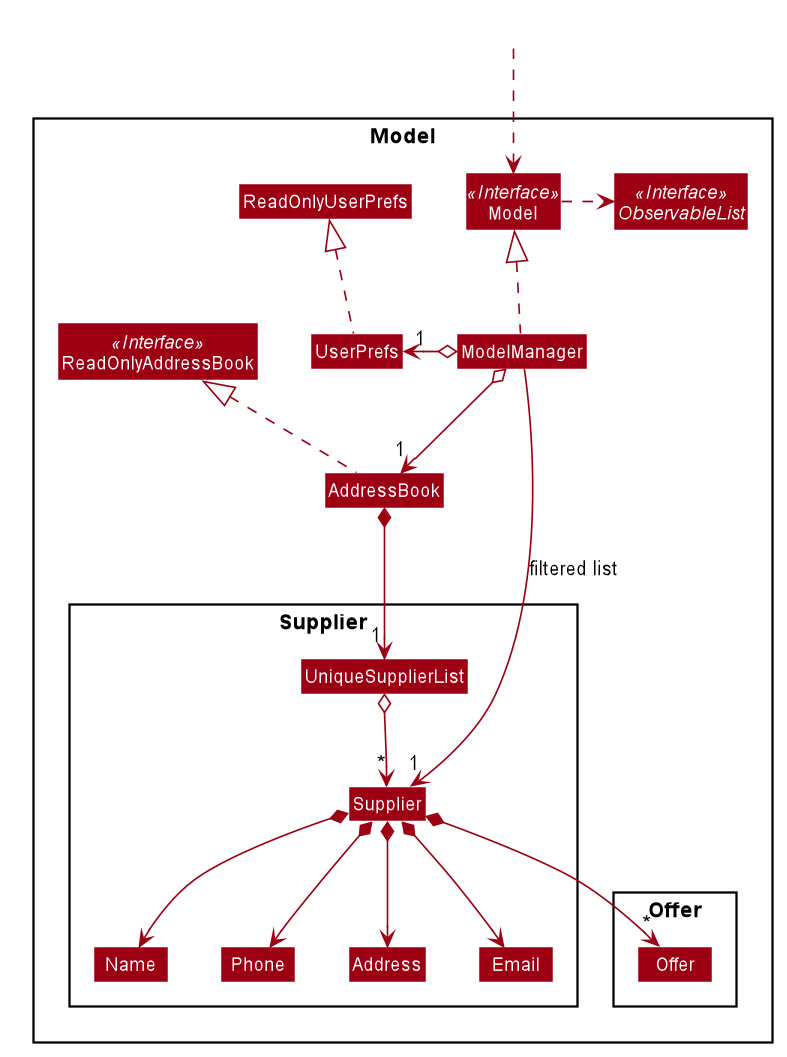 Model
«Interface»
Model
«Interface»
ObservableList
ReadOnlyUserPrefs
«Interface»
ReadOnlyAddressBook
UserPrefs
1
ModelManager
1
AddressBook
filtered list
Supplier
1
UniqueSupplierList
*
1
Supplier
Offer
*
Name
Phone
Address
Email
Offer